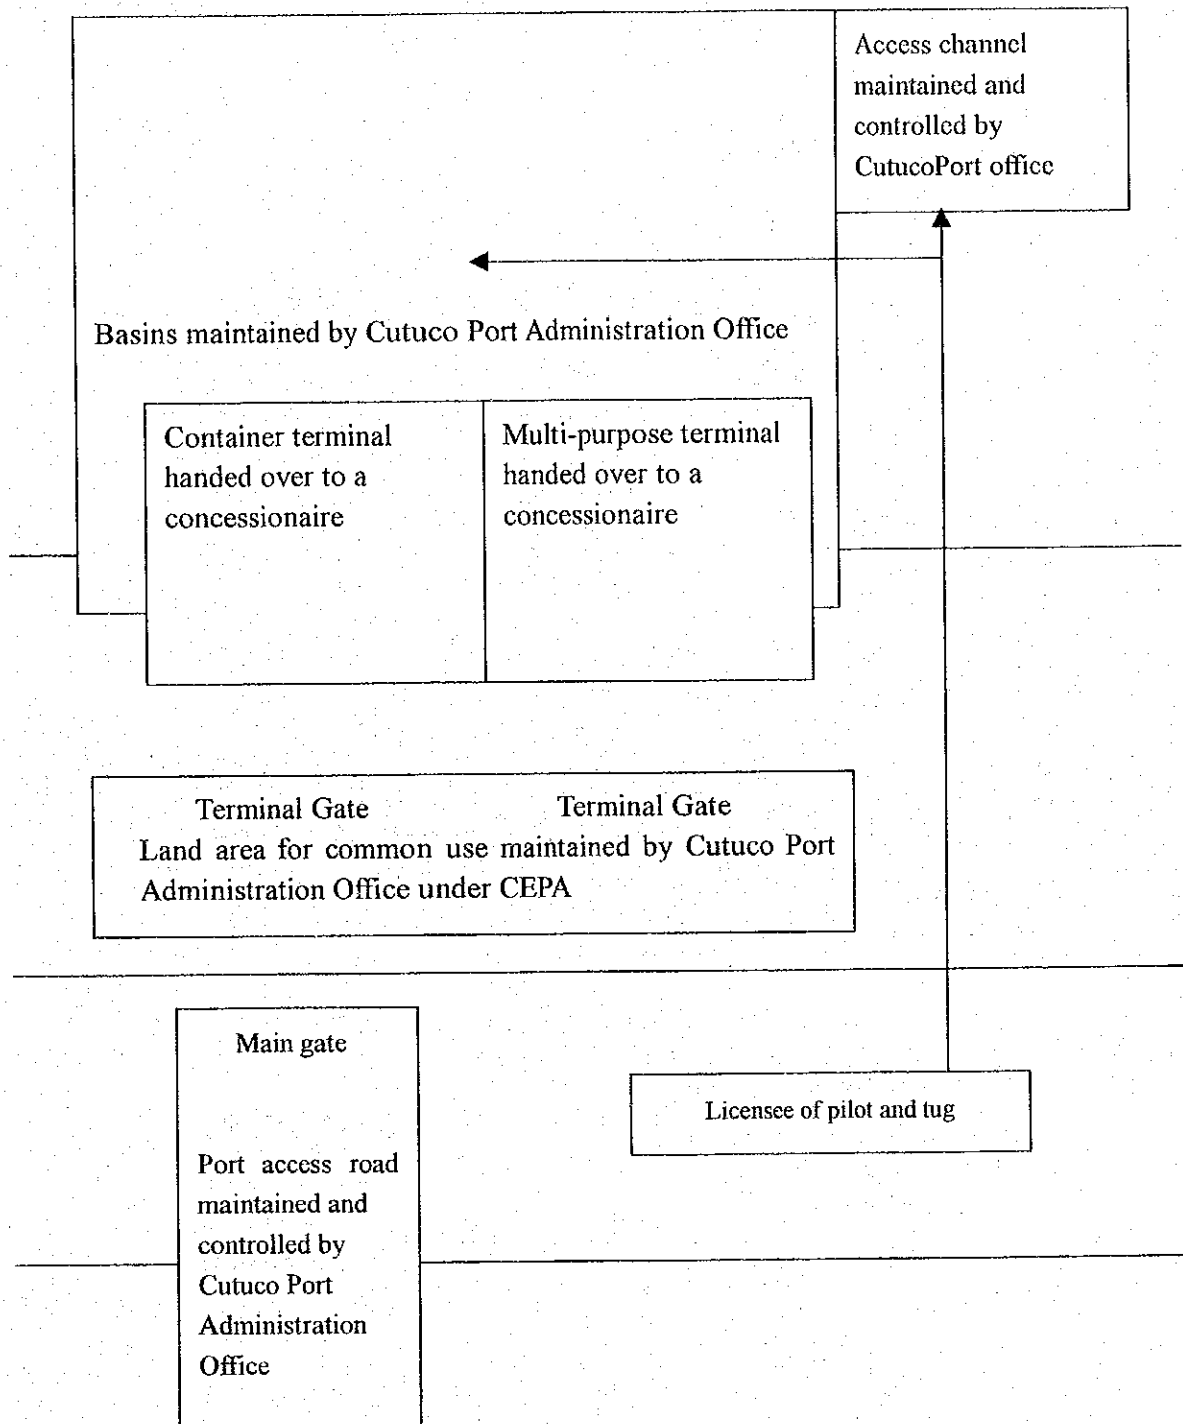 Access channel
maintained and
controlled by
CutucoPort office
Basins maintained by Cutuco Port Administration Office
Container terminal
handed over to a
concessionaire
Multi-purpose terminal
handed over to a
concessionaire
Terminal Gate
Terminal Gate
Land area for common use maintained by Cutuco Port
Administration Office under CEPA
Main gate
Licensee of pilot and tug
Port access road
maintained and
controlled by
Cutuco Port
Administration
Office